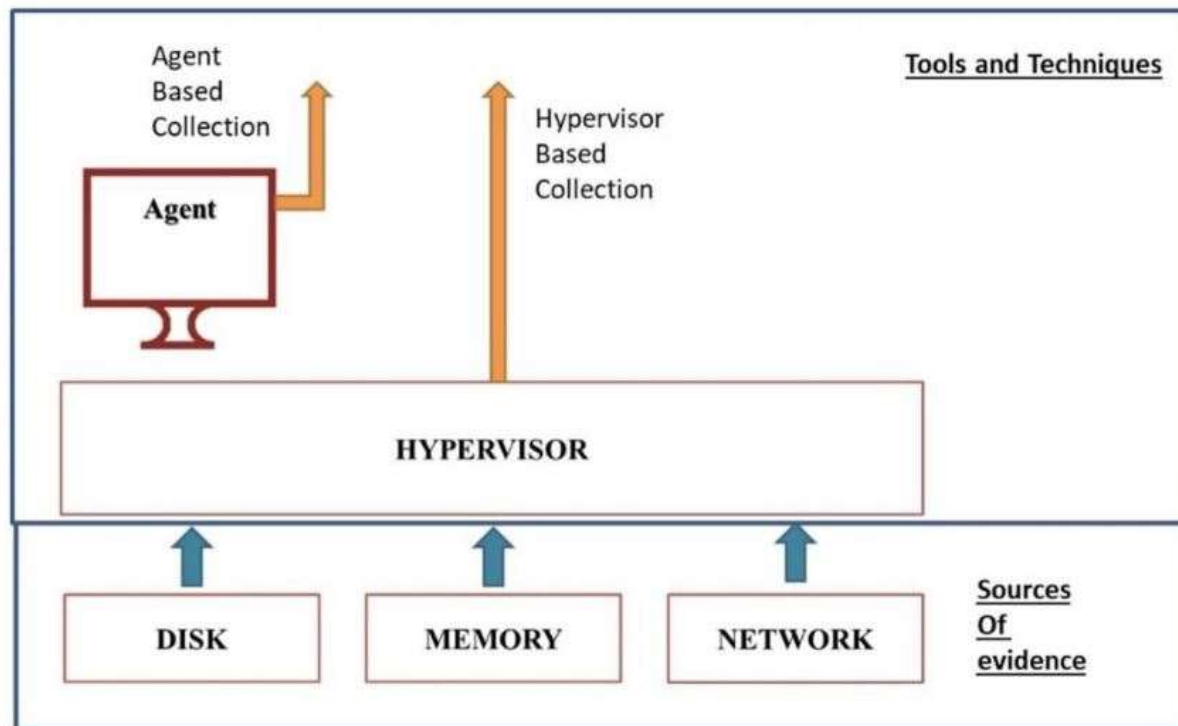 Agent
Based
Collection
Tools and Techniques
Hypervisor
Based
Collection
Agent
HYPERVISOR
DISK
MEMORY
NETWORK
Sources
Of
evidence